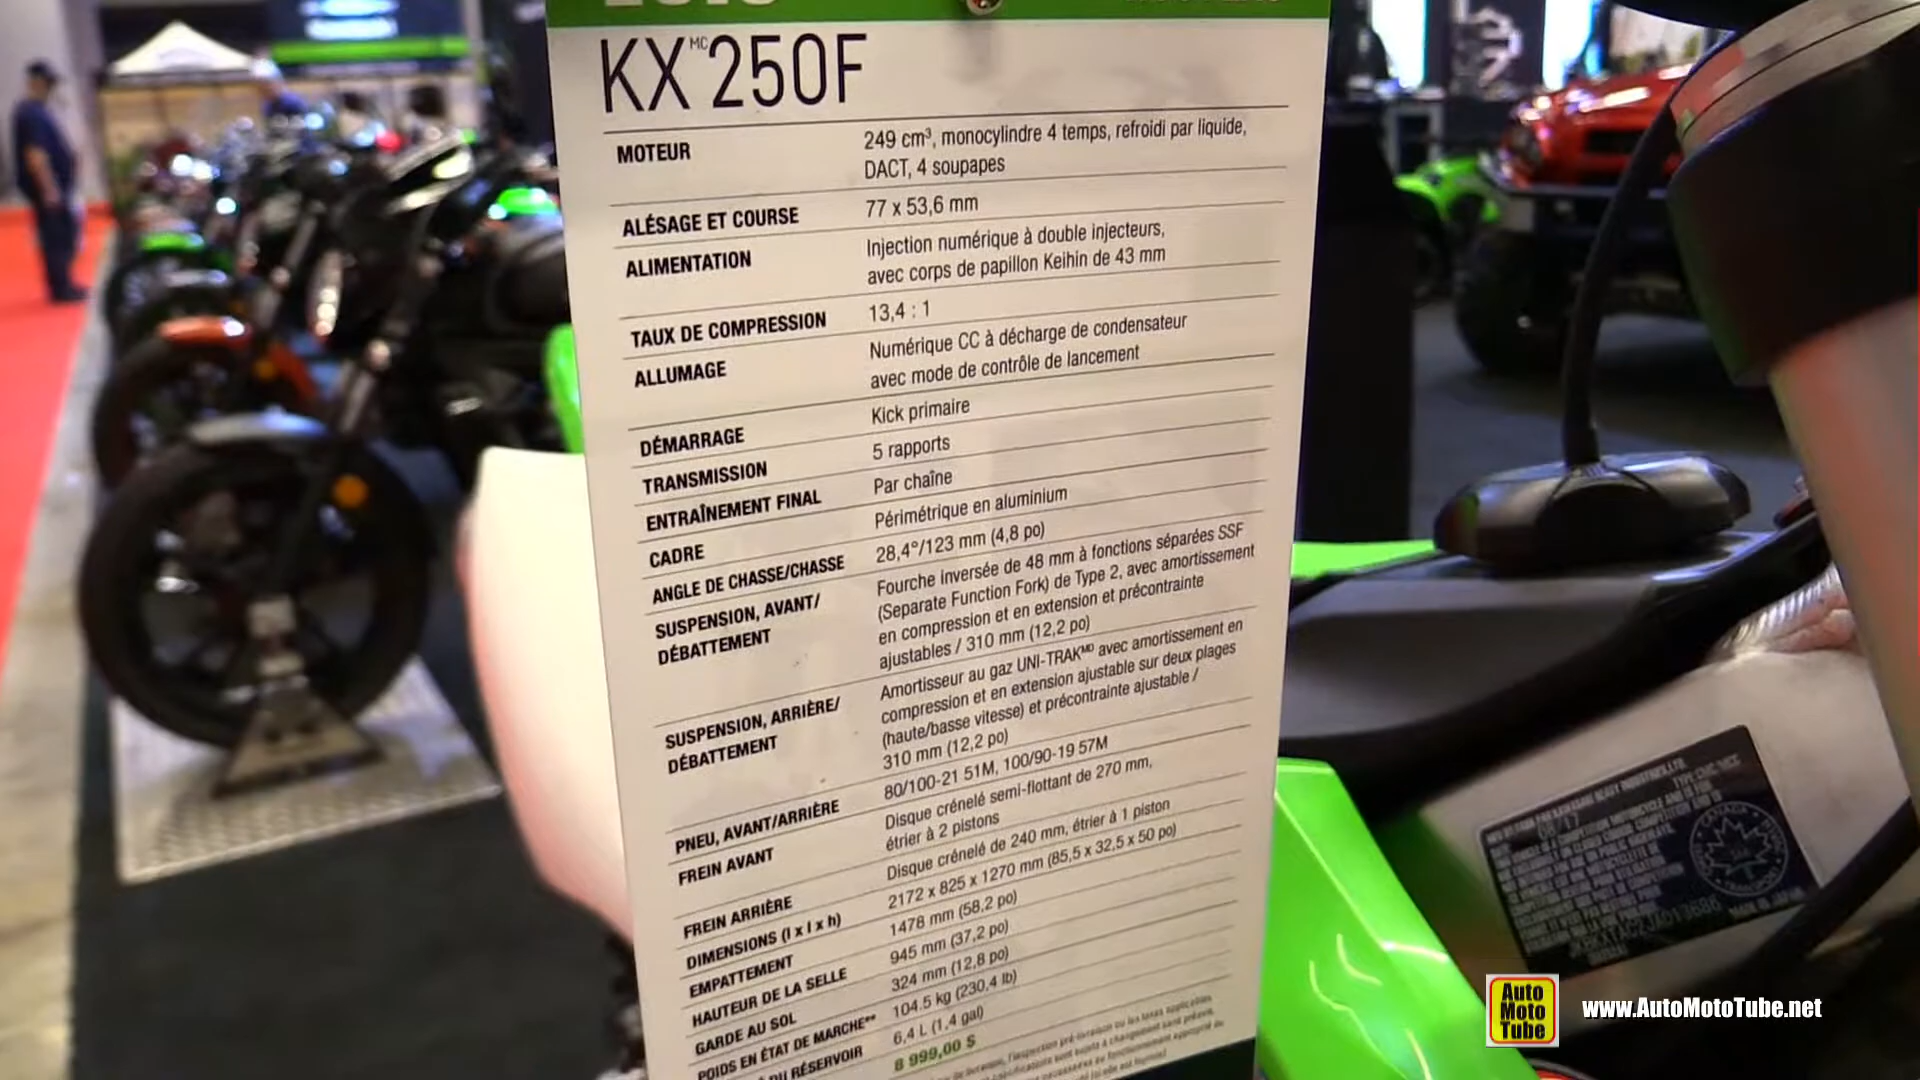 KX MC 250F
MOTEUR
249 cm³, monocylindre 4 temps, refroidi par liquide,
DACT, 4 soupapes
ALÉSAGE ET COURSE
77 x 53,6 mm
ALIMENTATION
Injection numérique à double injecteurs,
avec corps de papillon Keihin de 43 mm
TAUX DE COMPRESSION
13,4 : 1
ALLUMAGE
Numérique CC à décharge de condensateur
avec mode de contrôle de lancement
DÉMARRAGE
Kick primaire
TRANSMISSION
5 rapports
ENTRAÎNEMENT FINAL
Par chaîne
CADRE
Périmétrique en aluminium
ANGLE DE CHASSE/CHASSE
28,4°/123 mm (4,8 po)
SUSPENSION, AVANT/
DÉBATTEMENT
Fourche inversée de 48 mm à fonctions séparées SSF
(Separate Function Fork) de Type 2, avec amortissement
en compression et en extension et précontrainte
ajustables / 310 mm (12,2 po)
SUSPENSION, ARRIÈRE/
DÉBATTEMENT
Amortisseur au gaz UNI-TRAK MD avec amortissement en
compression et en extension ajustable sur deux plages
(haute/basse vitesse) et précontrainte ajustable /
310 mm (12,2 po)
PNEU, AVANT/ARRIÈRE
80/100-21 51M, 100/90-19 57M
FREIN AVANT
Disque crénelé semi-flottant de 270 mm,
étrier à 2 pistons
FREIN ARRIÈRE
Disque crénelé de 240 mm, étrier à 1 piston
DIMENSIONS (l x l x h)
2172 x 825 x 1270 mm (85,5 x 32,5 x 50 po)
EMPATTEMENT
1478 mm (58,2 po)
HAUTEUR DE LA SELLE
945 mm (37,2 po)
GARDE AU SOL
324 mm (12,8 po)
POIDS EN ÉTAT DE MARCHE**
104.5 kg (230,4 lb)
DU RÉSERVOIR
6,4 L (1,4 gal)
8 999,00 $
Auto
Moto
Tube
www.AutoMotoTube.net